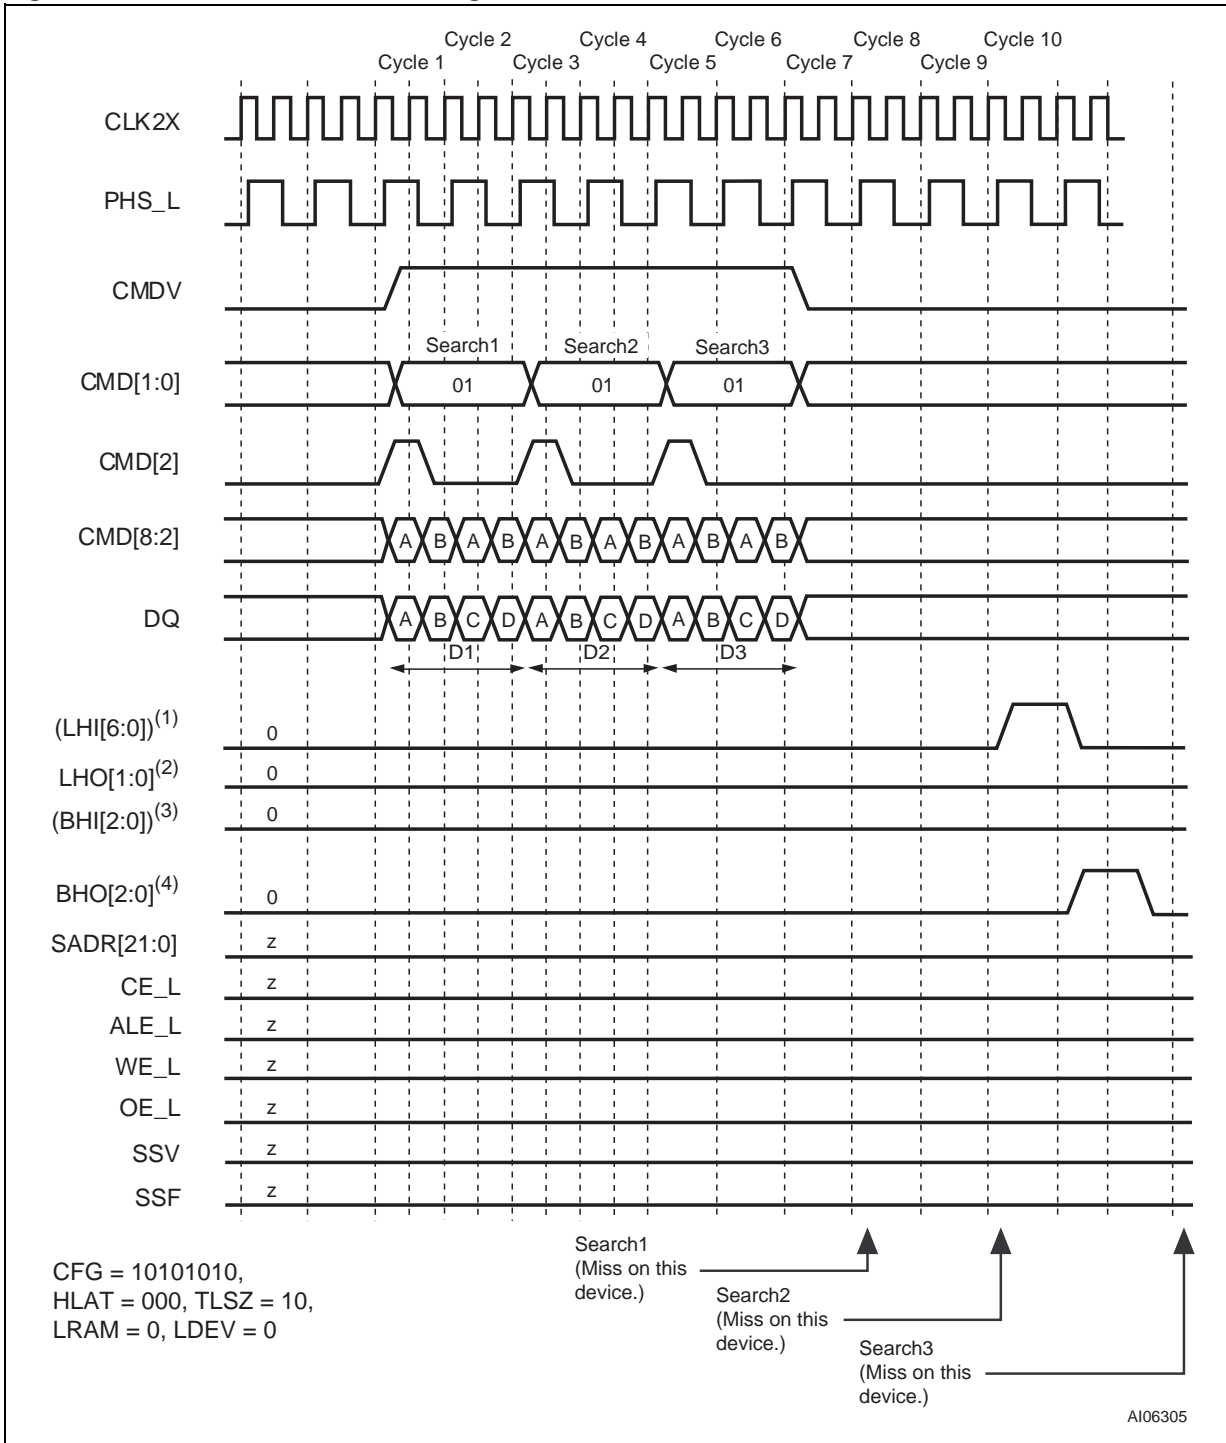 Cycle 2 Cycle 4 Cycle 6 Cycle 8 Cycle 10
Cycle 1 Cycle 3 Cycle 5 Cycle 7 Cycle 9
CLK2X
PHS_L
CMDV
Search1 Search2 Search3
CMD[1:0] 01 01 01
CMD[2]
CMD[8:2] A B A B A B A B A B A B
DQ A B C D A B C D A B C D
D1 D2 D3
(LHI[6:0])(1) 0
LHO[1:0](2) 0
(BHI[2:0])(3) 0
BHO[2:0](4) 0
SADR[21:0] z
CE_L z
ALE_L z
WE_L z
OE_L z
SSV z
SSF z
Search1
(Miss on this
device.)
Search2
(Miss on this
device.)
Search3
(Miss on this
device.)
CFG = 10101010,
HLAT = 000, TLSZ = 10,
LRAM = 0, LDEV = 0
AI06305